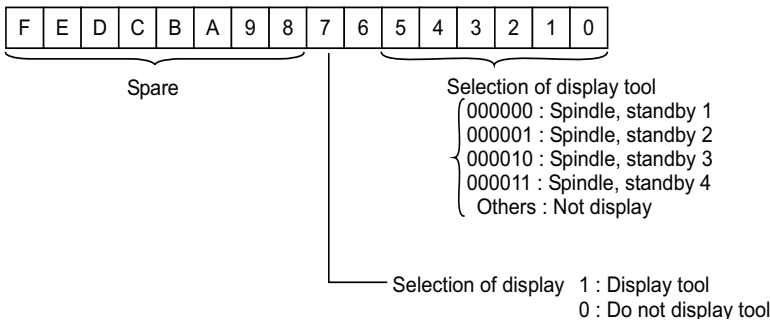 F E D C B A 9 8 7 6 5 4 3 2 1 0
Spare
Selection of display tool
000000 : Spindle, standby 1
000001 : Spindle, standby 2
000010 : Spindle, standby 3
000011 : Spindle, standby 4
Others : Not display
Selection of display 1 : Display tool
0 : Do not display tool